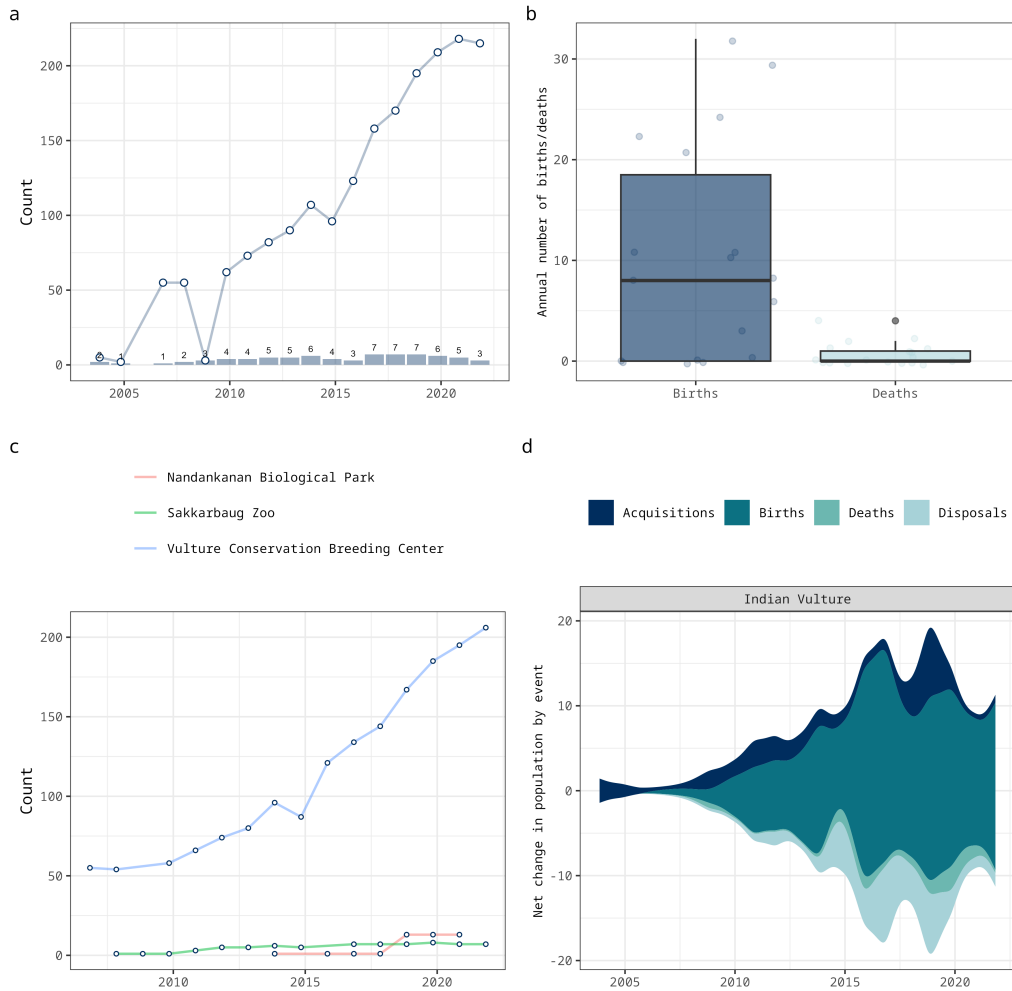 a
Count
200
150
100
50
0
2
1
1
2
3
4
4
5
5
6
4
3
7
7
7
6
5
3
2005
2010
2015
2020
b
Annual number of births/deaths
30
20
10
0
Births
Deaths
c
Nandankanan Biological Park
Sakkarbaug Zoo
Vulture Conservation Breeding Center
Count
200
150
100
50
0
2010
2015
2020
d
Acquisitions
Births
Deaths
Disposals
Indian Vulture
Net change in population by event
20
10
0
-10
-20
2005
2010
2015
2020